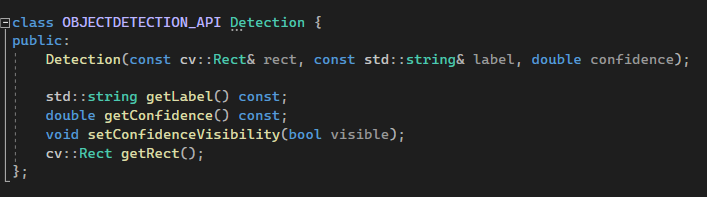 class OBJECTDETECTION_API Detection {
public:
    Detection(const cv::Rect& rect, const std::string& label, double confidence);

    std::string getLabel() const;
    double getConfidence() const;
    void setConfidenceVisibility(bool visible);
    cv::Rect getRect();
};